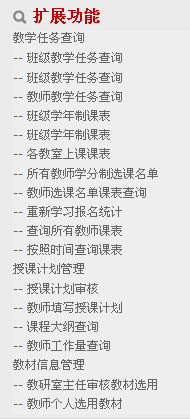 扩展功能
教学任务查询
-- 班级教学任务查询
-- 班级教学任务查询
-- 教师教学任务查询
-- 班级学年制课表
-- 班级学年制课表
-- 各教室上课课表
-- 所有教师学分制选课名单
-- 教师选课名单课表查询
-- 重新学习报名统计
-- 查询所有教师课表
-- 按照时间查询课表
授课计划管理
-- 授课计划审核
-- 教师填写授课计划
-- 课程大纲查询
-- 教师工作量查询
教材信息管理
-- 教研室主任审核教材选用
-- 教师个人选用教材